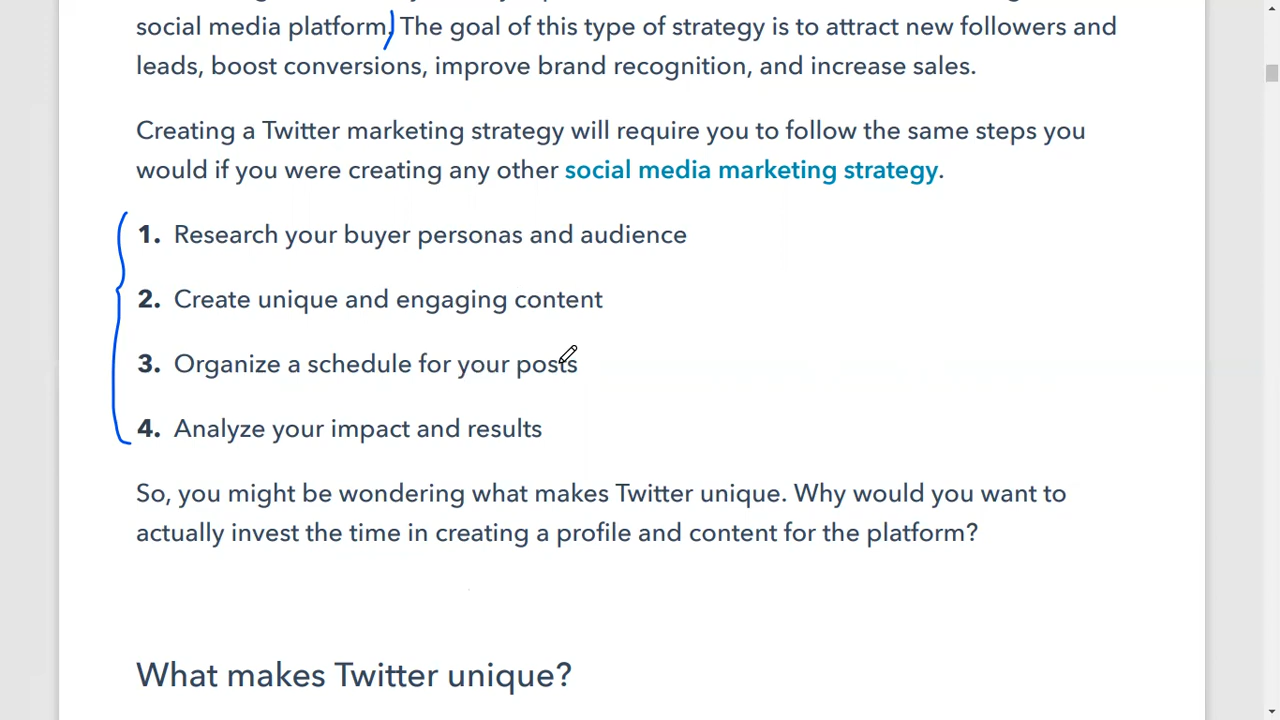 social media platform. The goal of this type of strategy is to attract new followers and
leads, boost conversions, improve brand recognition, and increase sales.
Creating a Twitter marketing strategy will require you to follow the same steps you
would if you were creating any other social media marketing strategy.
1. Research your buyer personas and audience
2. Create unique and engaging content
3. Organize a schedule for your posts
4. Analyze your impact and results
So, you might be wondering what makes Twitter unique. Why would you want to
actually invest the time in creating a profile and content for the platform?
What makes Twitter unique?